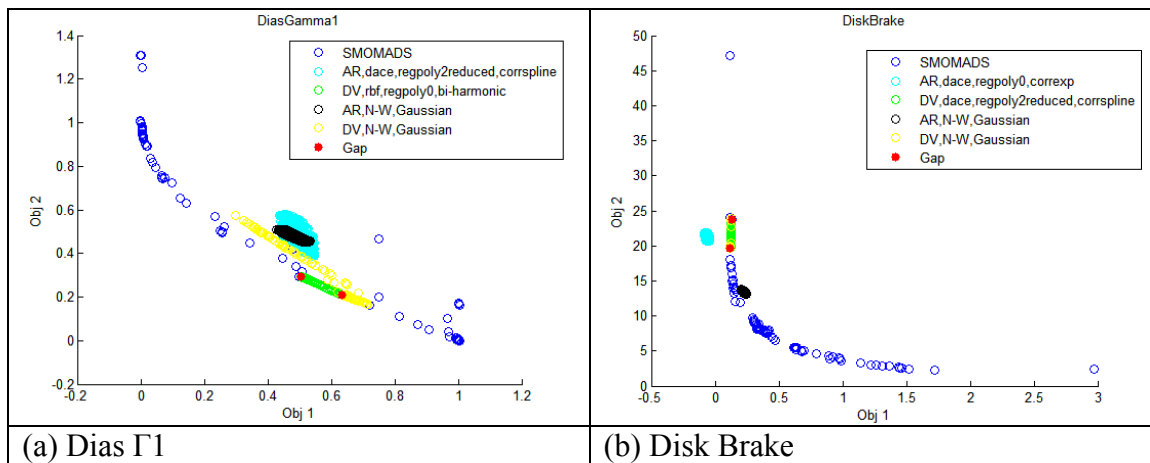 DiasGamma1
1.4
1.2
1
0.8
0.6
0.4
0.2
0
-0.2
Obj 2
SMOMADS
AR,dace,regpoly2reduced,corrspline
DV,rbf,regpoly0,bi-harmonic
AR,N-W,Gaussian
DV,N-W,Gaussian
Gap
-0.2 0 0.2 0.4 0.6 0.8 1 1.2
Obj 1
(a) Dias Γ1
DiskBrake
50
45
40
35
30
25
20
15
10
5
0
Obj 2
SMOMADS
AR,dace,regpoly0,correxp
DV,dace,regpoly2reduced,corrspline
AR,N-W,Gaussian
DV,N-W,Gaussian
Gap
-0.5 0 0.5 1 1.5 2 2.5 3
Obj 1
(b) Disk Brake